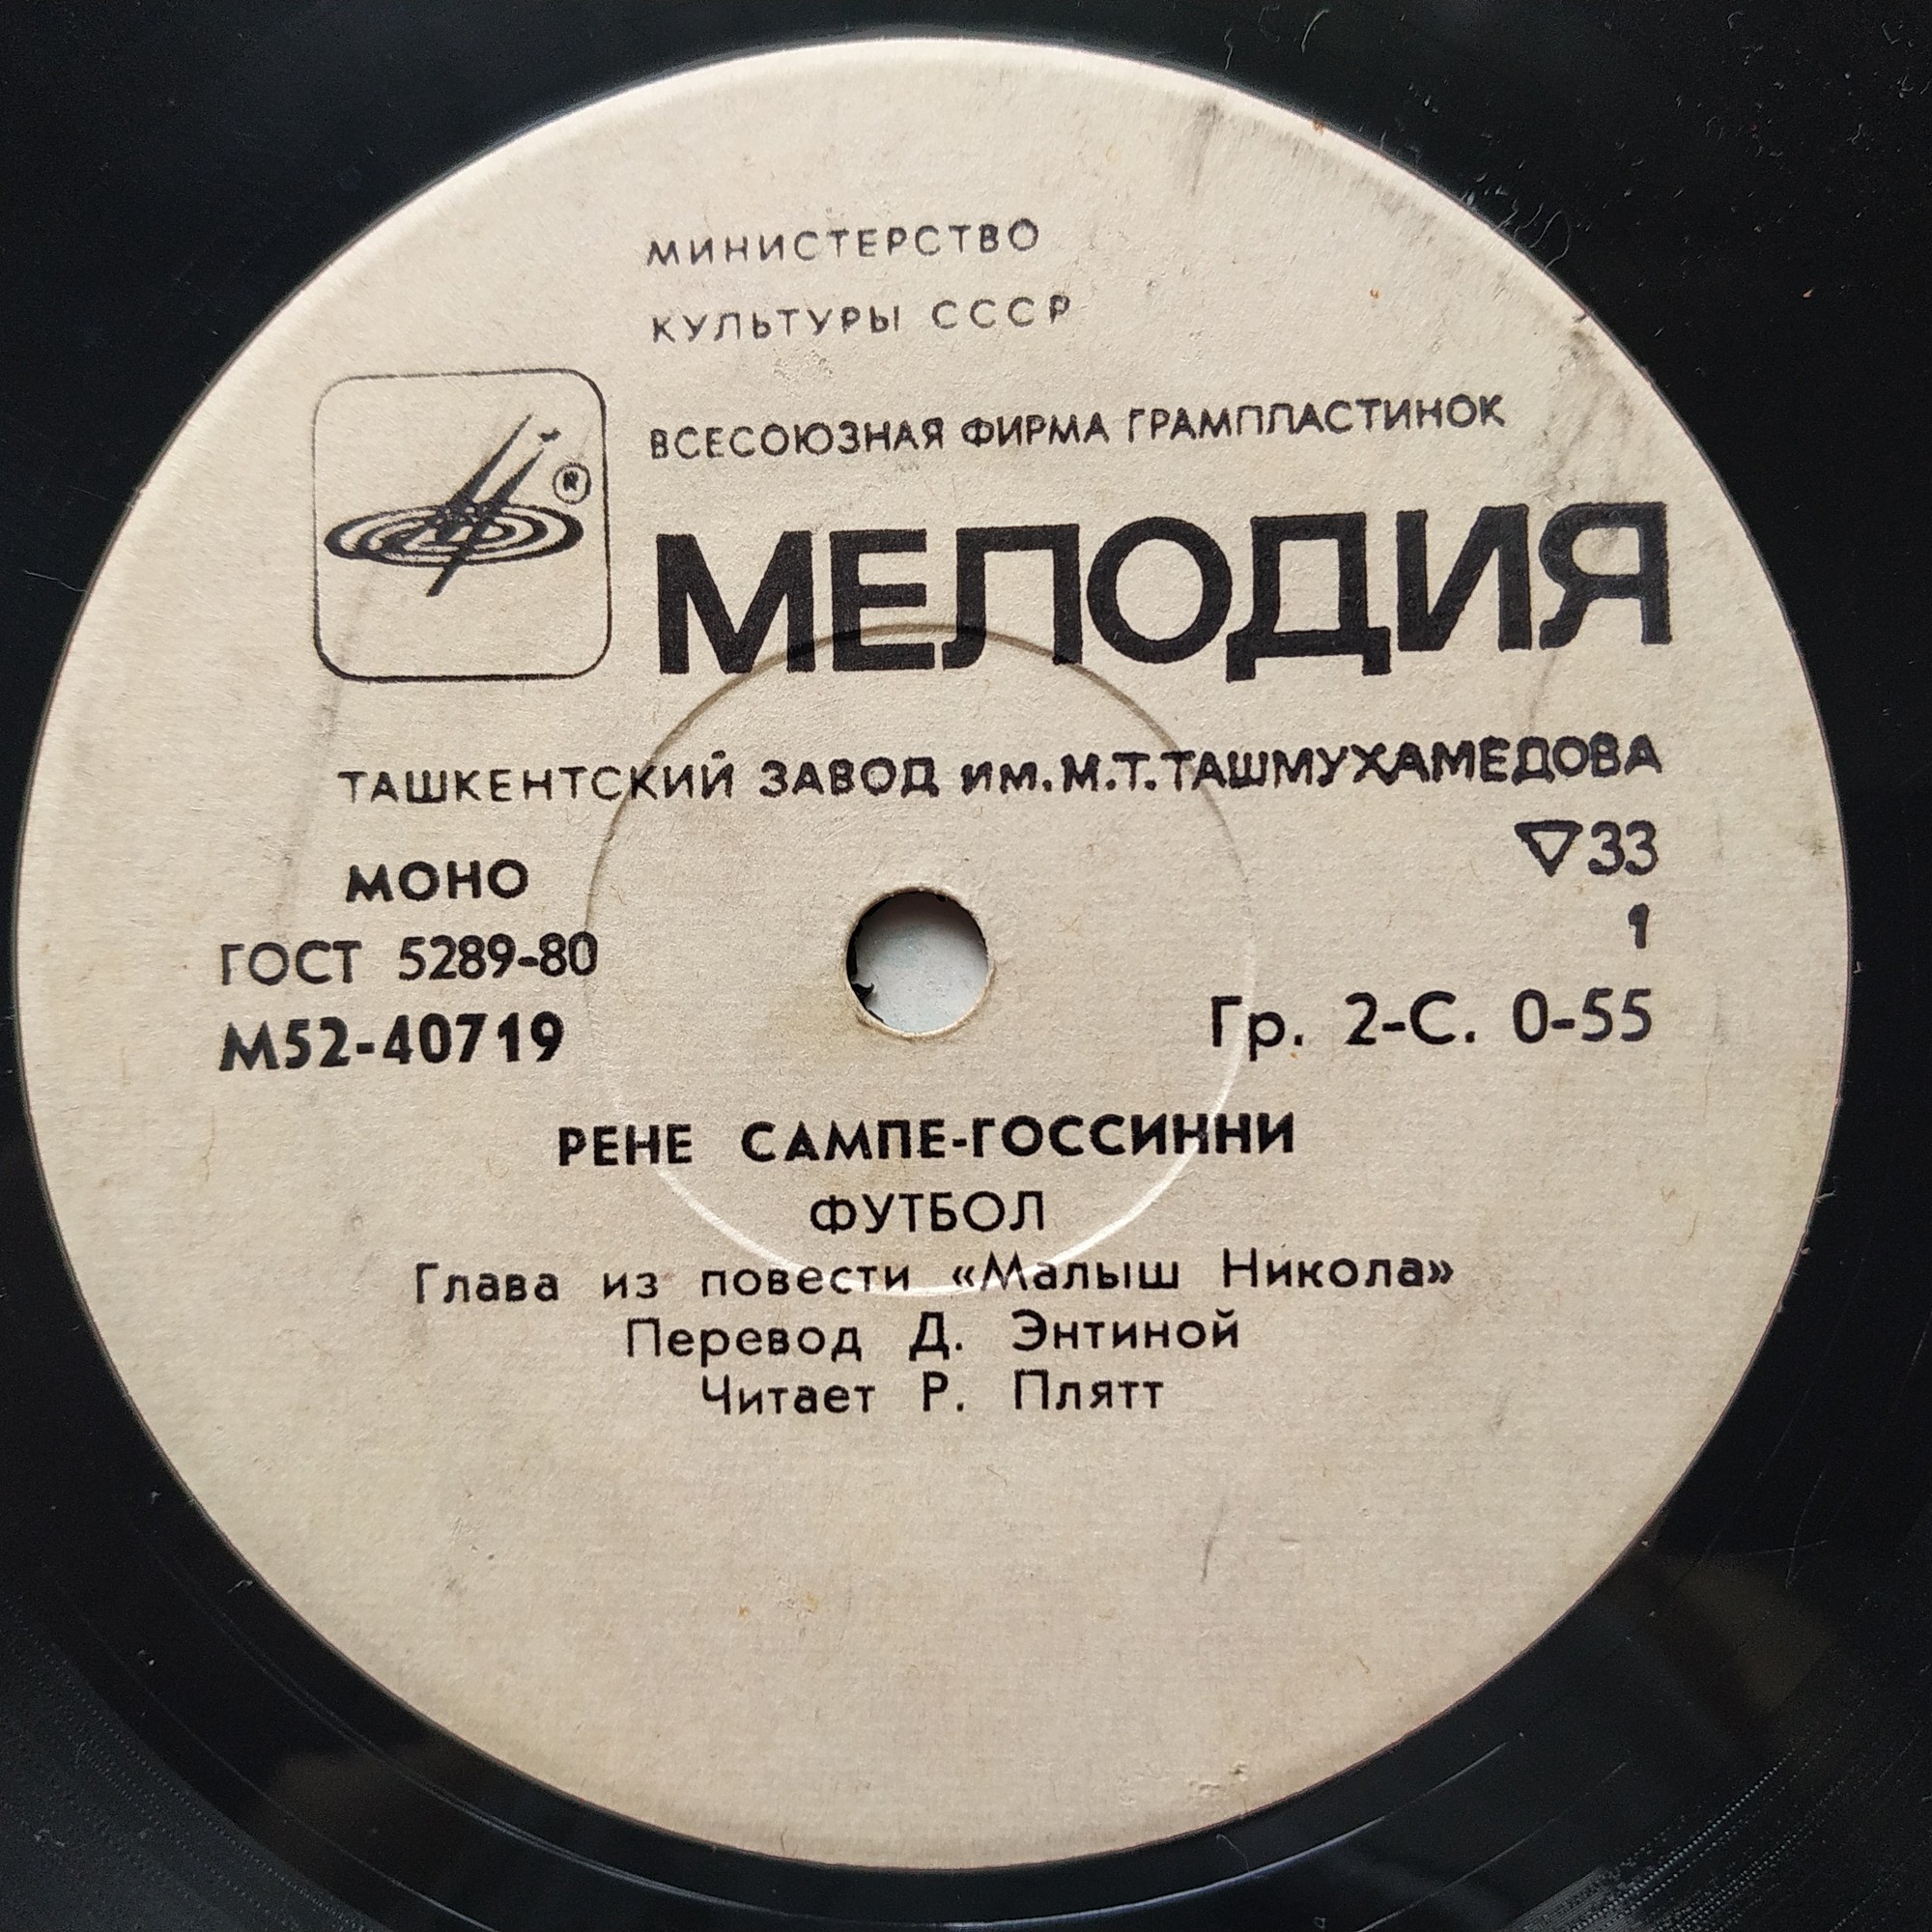 МИНИСТЕРСТВО
КУЛЬТУРЫ СССР
ВСЕСОЮЗНАЯ ФИРМА ГРАМПЛАСТИНОК
®
МЕЛОДИЯ
ТАШКЕНТСКИЙ ЗАВОД ИМ.М.Т.ТАШМУХАМЕДОВА
МОНО ▽33
ГОСТ 5289-80 1
М52-40719 Гр. 2-С. 0-55
РЕНЕ САМПЕ-ГОССИННИ
ФУТБОЛ
Глава из повести «Малыш Никола»
Перевод Д. Энтиной
Читает Р. Плятт